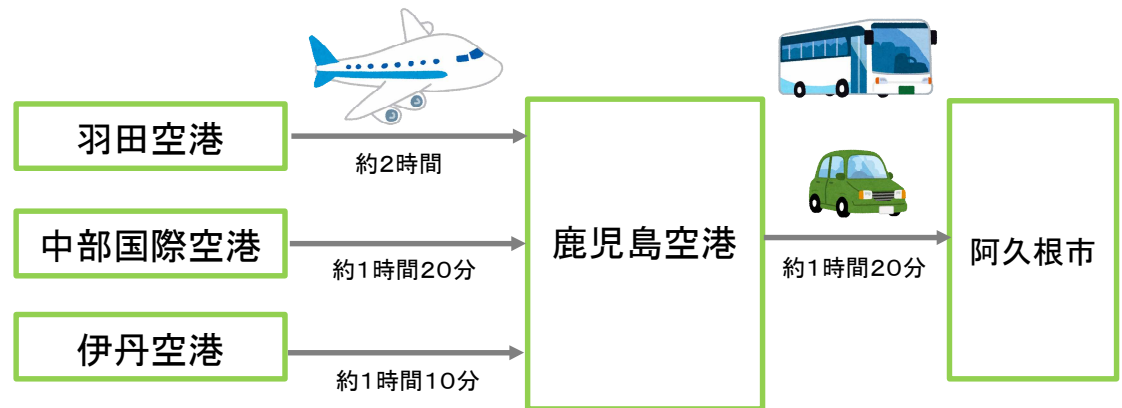 羽田空港
約2時間
中部国際空港
約1時間20分
伊丹空港
約1時間10分
鹿児島空港
約1時間20分
阿久根市